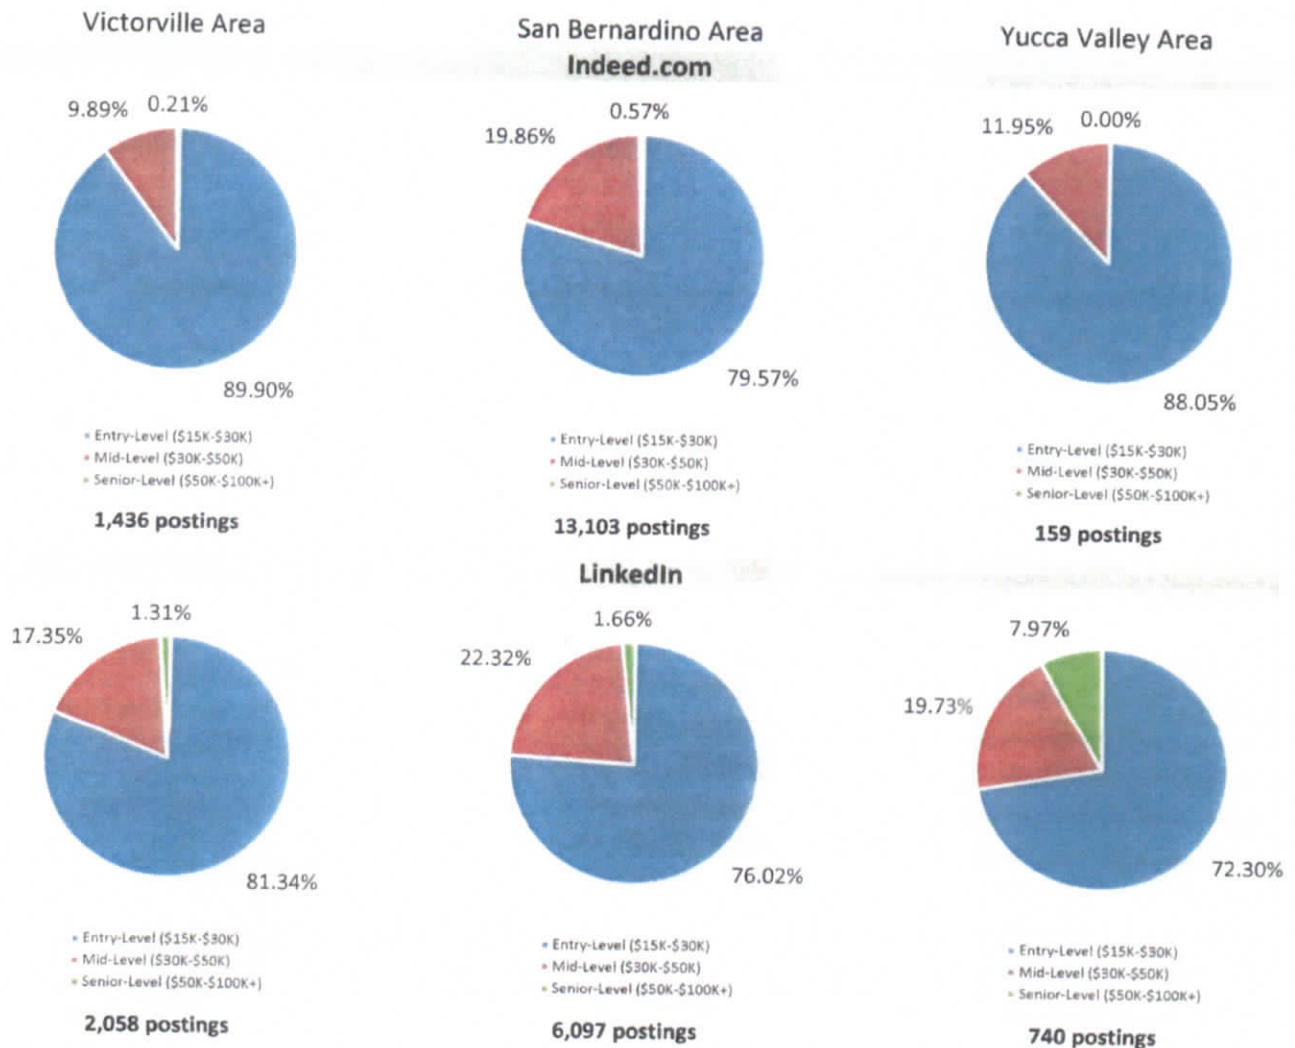 Victorville Area
San Bernardino Area
Yucca Valley Area
Indeed.com
9.89% 0.21%
89.90%
Entry-Level ($15K-$30K)
Mid-Level ($30K-$50K)
Senior-Level ($50K-$100K+)
1,436 postings
0.57%
19.86%
79.57%
Entry-Level ($15K-$30K)
Mid-Level ($30K-$50K)
Senior-Level ($50K-$100K+)
13,103 postings
11.95% 0.00%
88.05%
Entry-Level ($15K-$30K)
Mid-Level ($30K-$50K)
Senior-Level ($50K-$100K+)
159 postings
LinkedIn
1.31%
17.35%
81.34%
Entry-Level ($15K-$30K)
Mid-Level ($30K-$50K)
Senior-Level ($50K-$100K+)
2,058 postings
1.66%
22.32%
76.02%
Entry-Level ($15K-$30K)
Mid-Level ($30K-$50K)
Senior-Level ($50K-$100K+)
6,097 postings
7.97%
19.73%
72.30%
Entry-Level ($15K-$30K)
Mid-Level ($30K-$50K)
Senior-Level ($50K-$100K+)
740 postings